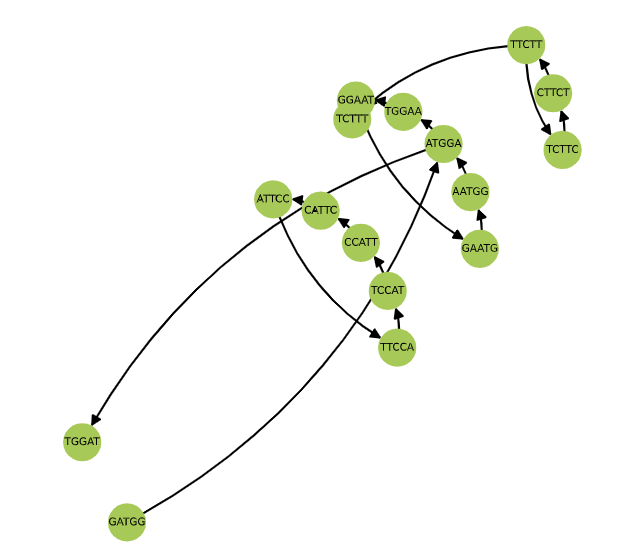 TTCTT
CTTCT
GGAAT
TGGAA
TCTTT
ATGGA
TCTTC
AATGG
ATTCC
CATTC
CCATT
GAATG
TCCAT
TTCCA
TGGAT
GATGG